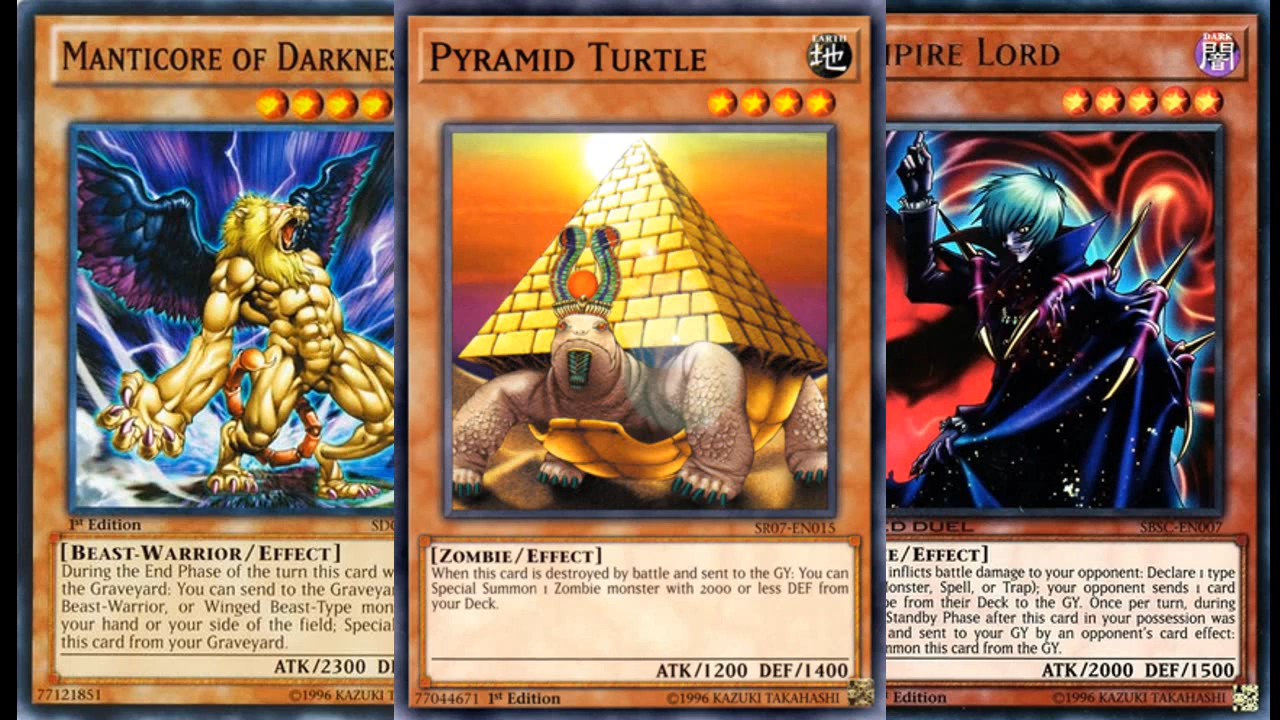 MANTICORE OF DARKNES
1st Edition
[BEAST-WARRIOR/EFFECT]
During the End Phase of the turn this card w
the Graveyard: You can send to the Graveya
Beast-Warrior, or Winged Beast-Type mon
your hand or your side of the field; Special
this card from your Graveyard.
ATK/2300 DE
77121851
©1996 KAZUKI T
PYRAMID TURTLE
EARTH
地
SR07-EN015
[ZOMBIE/EFFECT]
When this card is destroyed by battle and sent to the GY: You can
Special Summon 1 Zombie monster with 2000 or less DEF from
your Deck.
ATK/1200 DEF/1400
77044671 1st Edition
©1996 KAZUKI TAKAHASHI
MPIRE LORD
DARK
闇
D DUEL
SBSC-EN007
E/EFFECT]
inflicts battle damage to your opponent: Declare 1 type
onster, Spell, or Trap); your opponent sends 1 card
pe from their Deck to the GY. Once per turn, during
Standby Phase after this card in your possession was
and sent to your GY by an opponent's card effect:
mmon this card from the GY.
ATK/2000 DEF/1500
Edition
©1996 KAZUKI TAKAHASHI